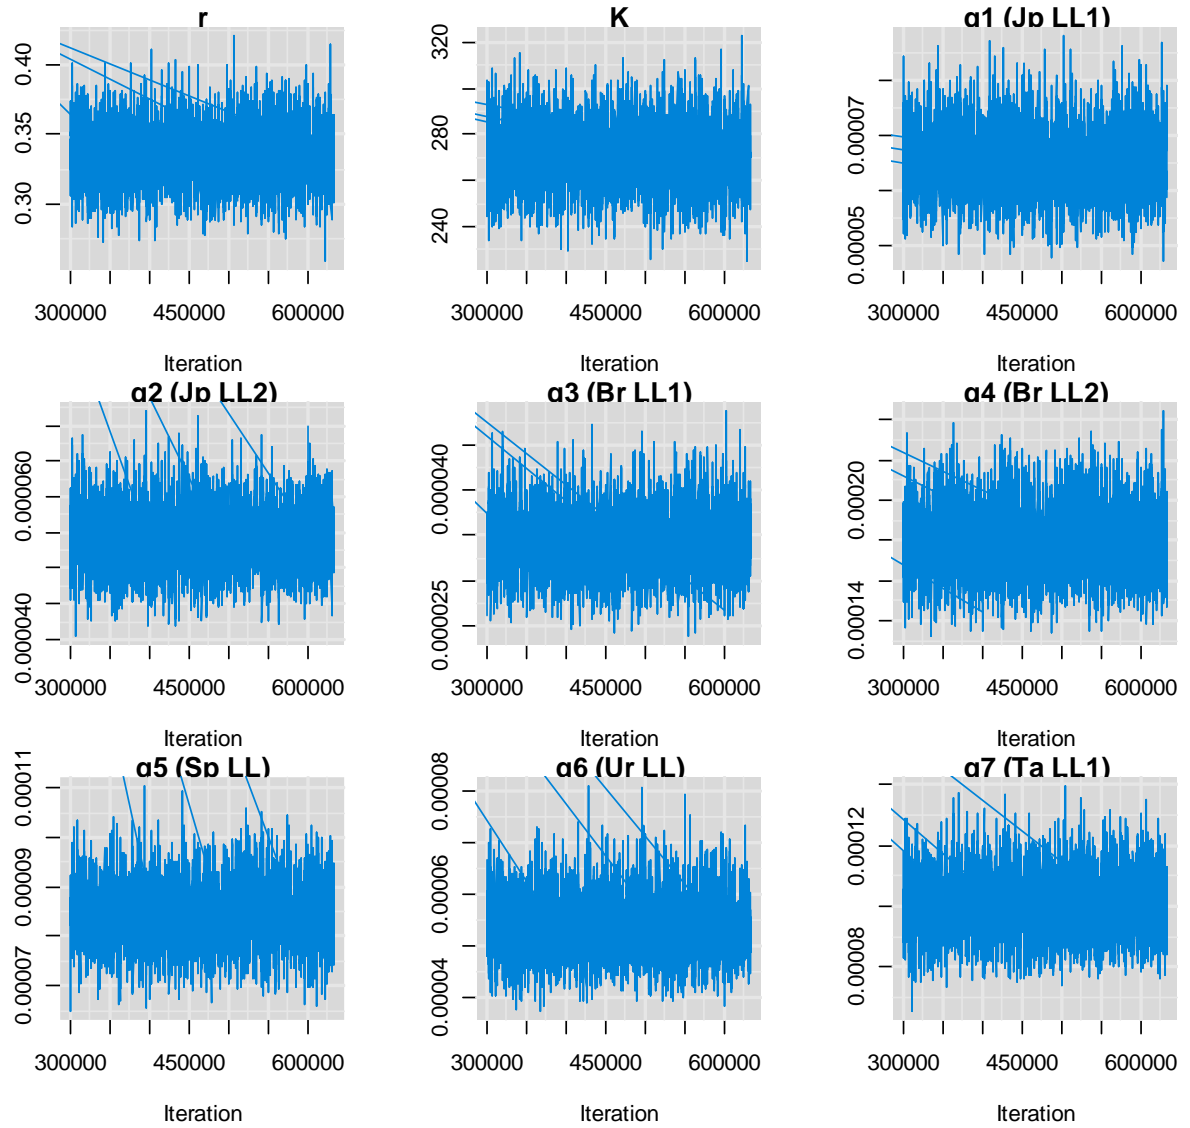 r
0.40
0.35
0.30
300000 450000 600000
Iteration
K
320
280
240
300000 450000 600000
Iteration
q1 (Jp LL1)
0.00007
0.00005
300000 450000 600000
Iteration
q2 (Jp LL2)
0.000060
0.000040
300000 450000 600000
Iteration
q3 (Br LL1)
0.000040
0.000025
300000 450000 600000
Iteration
q4 (Br LL2)
0.00020
0.00014
300000 450000 600000
Iteration
q5 (Sp LL)
0.00011
0.00009
0.00007
300000 450000 600000
Iteration
q6 (Ur LL)
0.00008
0.00006
0.00004
300000 450000 600000
Iteration
q7 (Ta LL1)
0.00012
0.00008
300000 450000 600000
Iteration